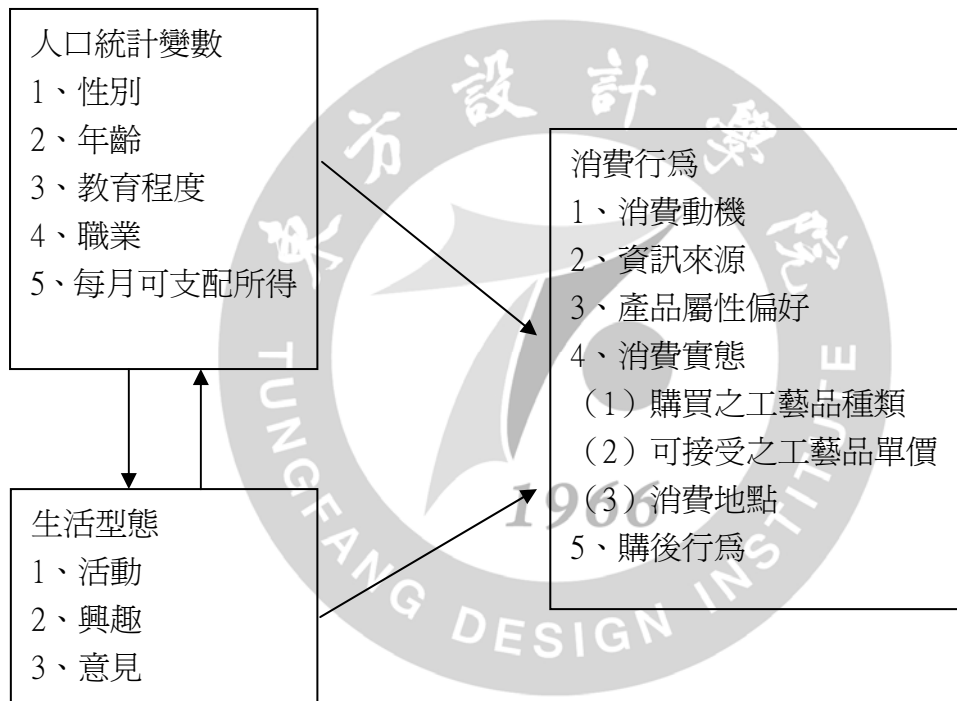 人口統計變數
1、性別
2、年齡
3、教育程度
4、職業
5、每月可支配所得
生活型態
1、活動
2、興趣
3、意見
消費行為
1、消費動機
2、資訊來源
3、產品屬性偏好
4、消費實態
（1）購買之工藝品種類
（2）可接受之工藝品單價
（3）消費地點
5、購後行為
東方設計學院
TUNGFANG DESIGN INSTITUTE
1966